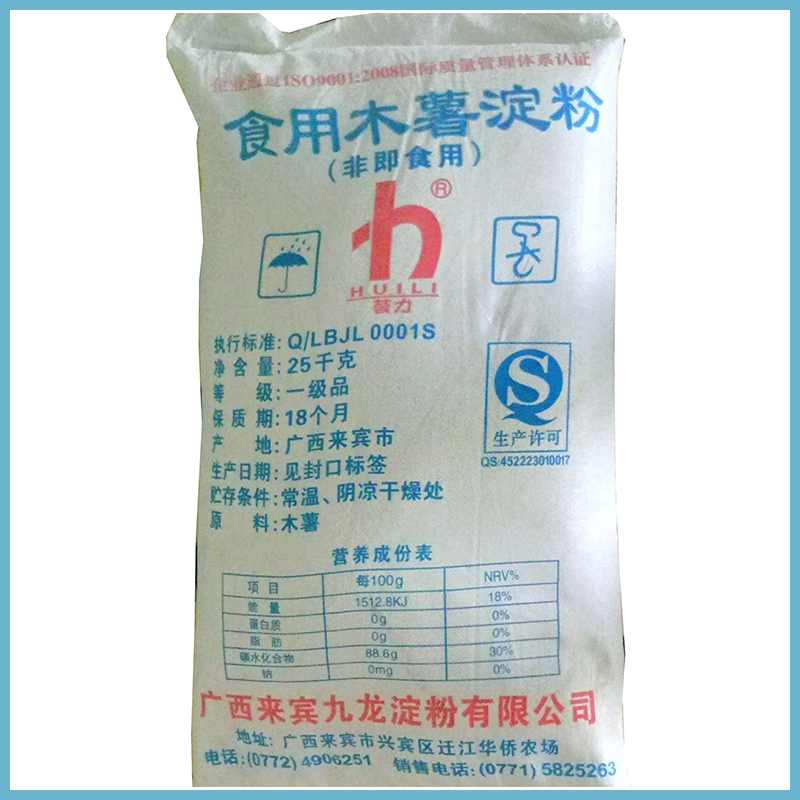 企业通过ISO9001:2008国际质量管理体系认证
食用木薯淀粉
(非即食用)
®
HUILI
荟力
执行标准: Q/LBJL 0001S
净含量: 25千克
等级: 一级品
保质期: 18个月
产地: 广西来宾市
生产日期: 见封口标签
贮存条件: 常温、阴凉干燥处
原料: 木薯
生产许可
QS:452223010017
营养成份表
项目 每100g NRV%
能量 1512.8KJ 18%
蛋白质 0g 0%
脂肪 0g 0%
碳水化合物 88.6g 30%
钠 0mg 0%
广西来宾九龙淀粉有限公司
地址: 广西来宾市兴宾区迁江华侨农场
电话: (0772) 4906251 销售电话: (0771) 5825263